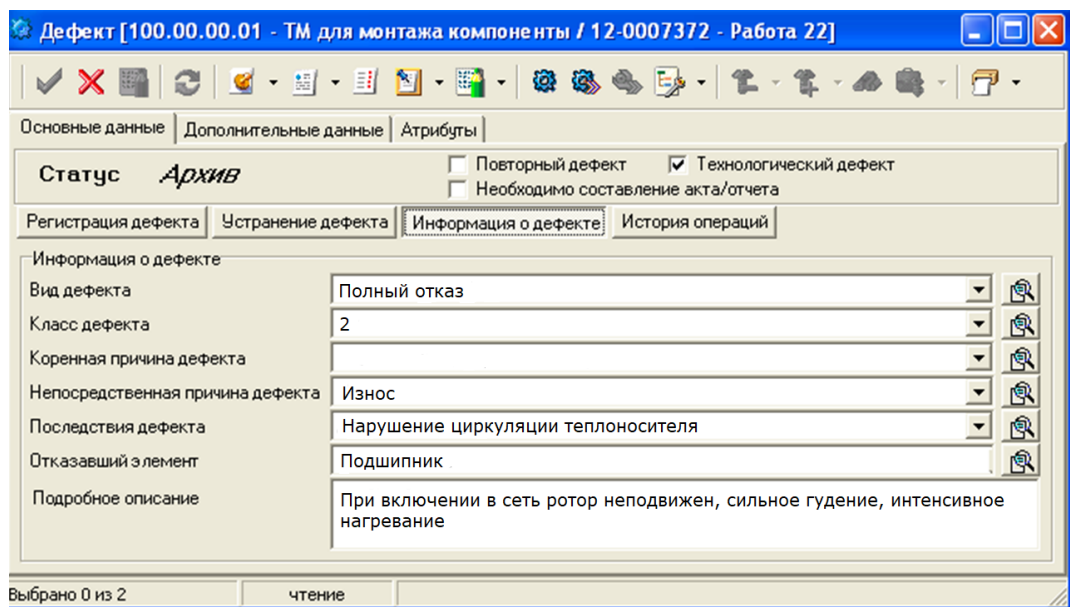 Дефект [100.00.00.01 - ТМ для монтажа компоненты / 12-0007372 - Работа 22]
Основные данные Дополнительные данные Атрибуты
Статус Архив
Повторный дефект Технологический дефект
Необходимо составление акта/отчета
Регистрация дефекта Устранение дефекта Информация о дефекте История операций
Информация о дефекте
Вид дефекта Полный отказ
Класс дефекта 2
Коренная причина дефекта
Непосредственная причина дефекта Износ
Последствия дефекта Нарушение циркуляции теплоносителя
Отказавший элемент Подшипник
Подробное описание При включении в сеть ротор неподвижен, сильное гудение, интенсивное
нагревание
Выбрано 0 из 2 чтение